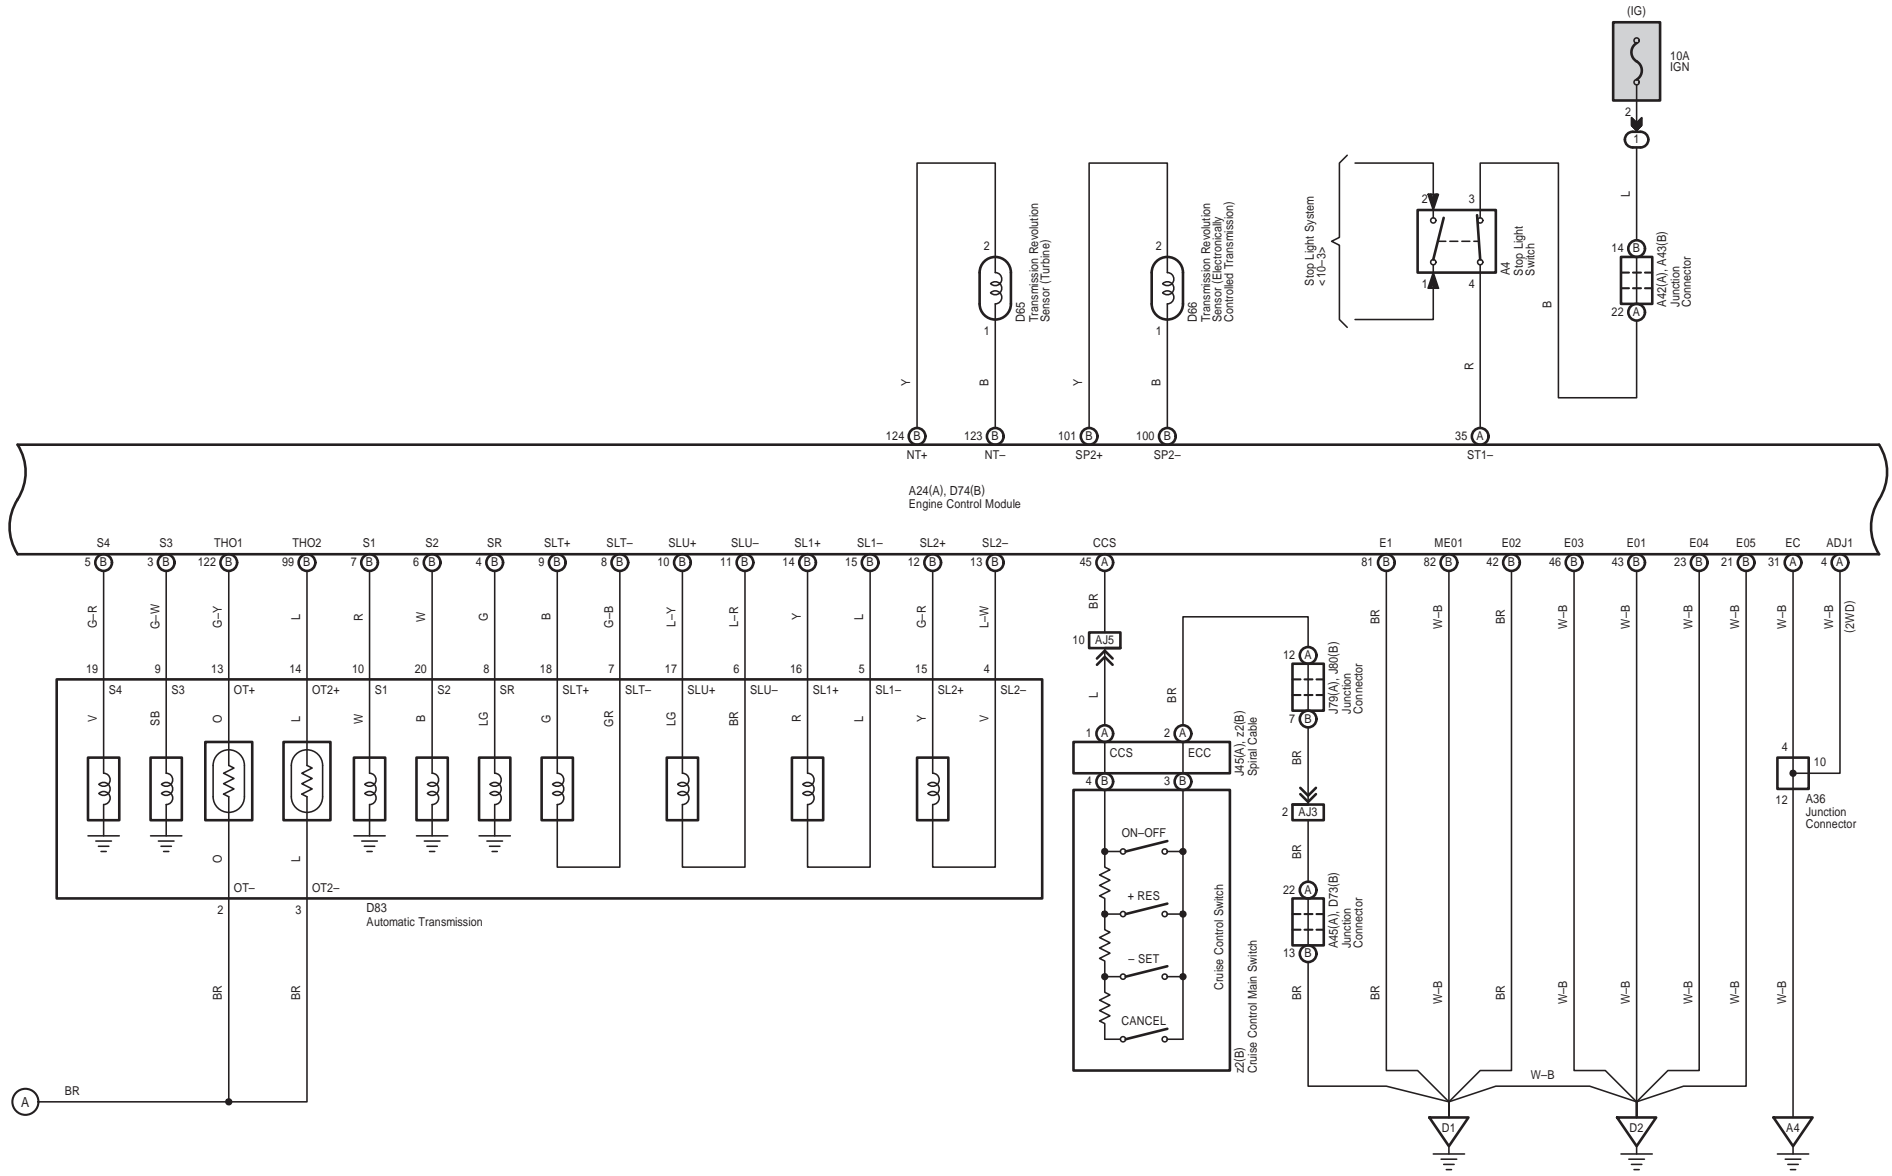 (IG)
10A
IGN
2
1
L
14 B
A42(A), A43(B)
Junction
Connector
22 A
Stop Light System
<10–3>
2 3
1 4
A4
Stop Light
Switch
B
R
2
D65
Transmission Revolution
Sensor (Turbine)
1
Y B
2
D66
Transmission Revolution
Sensor (Electronically
Controlled Transmission)
1
Y B
124 B 123 B 101 B 100 B 35 A
NT+ NT– SP2+ SP2– ST1–
A24(A), D74(B)
Engine Control Module
S4 S3 THO1 THO2 S1 S2 SR SLT+ SLT– SLU+ SLU– SL1+ SL1– SL2+ SL2– CCS E1 ME01 E02 E03 E01 E04 E05 EC ADJ1
5 B 3 B 122 B 99 B 7 B 6 B 4 B 9 B 8 B 10 B 11 B 14 B 15 B 12 B 13 B 45 A 81 B 82 B 42 B 46 B 43 B 23 B 21 B 31 A 4 A
G–R G–W G–Y L R W G B G–B L–Y L–R Y L G–R L–W BR BR W–B BR W–B W–B W–B W–B W–B W–B (2WD)
19 9 13 14 10 20 8 18 7 17 6 16 5 15 4
S4 S3 OT+ OT2+ S1 S2 SR SLT+ SLT– SLU+ SLU– SL1+ SL1– SL2+ SL2–
V SB O L W B LG G GR LG BR R L Y V
O L
OT– OT2–
2 3
D83
Automatic Transmission
BR BR
A BR
10 AJ5
L BR
1 A 2 A
CCS ECC
J45(A), z2(B)
Spiral Cable
4 B 3 B
ON–OFF
+ RES
– SET
CANCEL
Cruise Control Switch
z2(B)
Cruise Control Main Switch
12 A
J79(A), J80(B)
Junction
Connector
7 B
BR
2 AJ3
BR
22 A
A45(A), D73(B)
Junction
Connector
13 B
BR BR W–B BR W–B W–B W–B W–B W–B
4
10
12
A36
Junction
Connector
W–B
D1 D2 A4